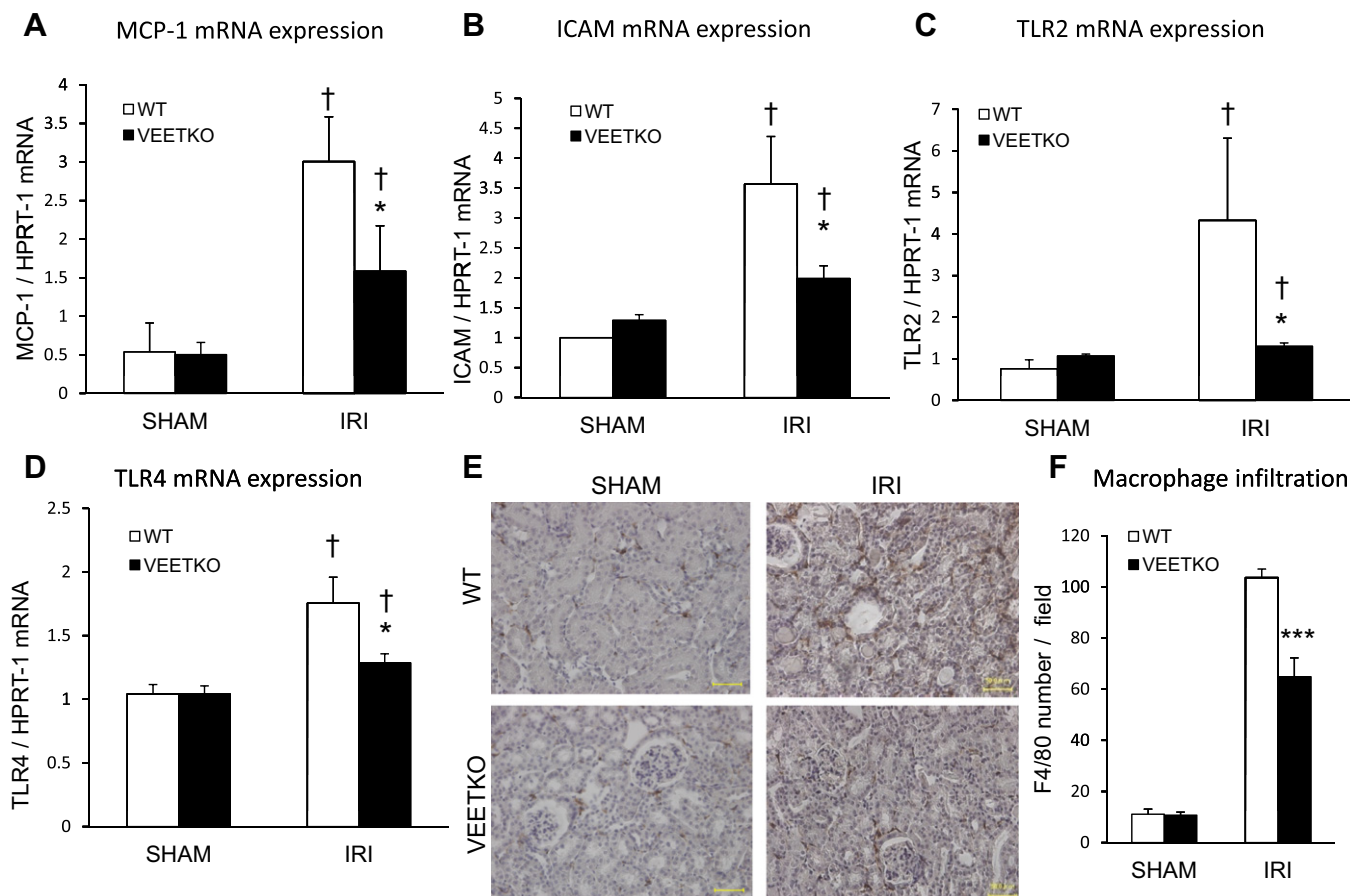 A MCP-1 mRNA expression
MCP-1 / HPRT-1 mRNA
4
3.5
3
2.5
2
1.5
1
0.5
0
WT
VEETKO
†
†
*
SHAM IRI
B ICAM mRNA expression
ICAM / HPRT-1 mRNA
5
4.5
4
3.5
3
2.5
2
1.5
1
0.5
0
WT
VEETKO
†
†
*
SHAM IRI
C TLR2 mRNA expression
TLR2 / HPRT-1 mRNA
7
6
5
4
3
2
1
0
WT
VEETKO
†
†
*
SHAM IRI
D TLR4 mRNA expression
TLR4 / HPRT-1 mRNA
2.5
2
1.5
1
0.5
0
WT
VEETKO
†
†
*
SHAM IRI
E
SHAM IRI
WT
VEETKO
F Macrophage infiltration
F4/80 number / field
120
100
80
60
40
20
0
WT
VEETKO
***
SHAM IRI